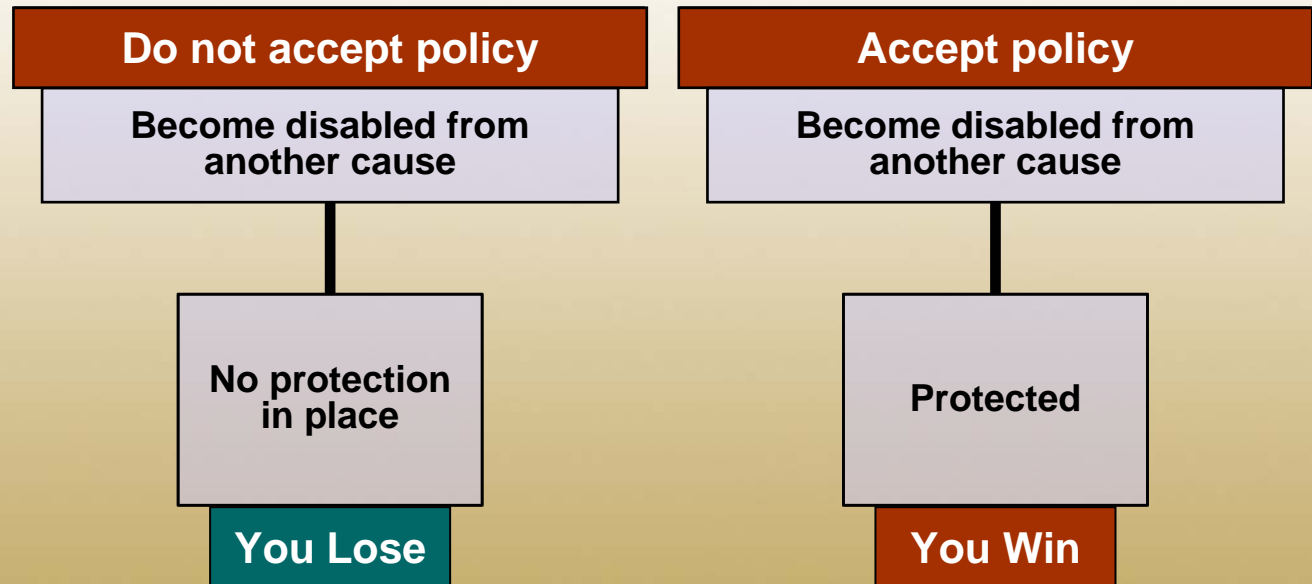 Do not accept policy
Become disabled from
another cause
No protection
in place
You Lose
Accept policy
Become disabled from
another cause
Protected
You Win